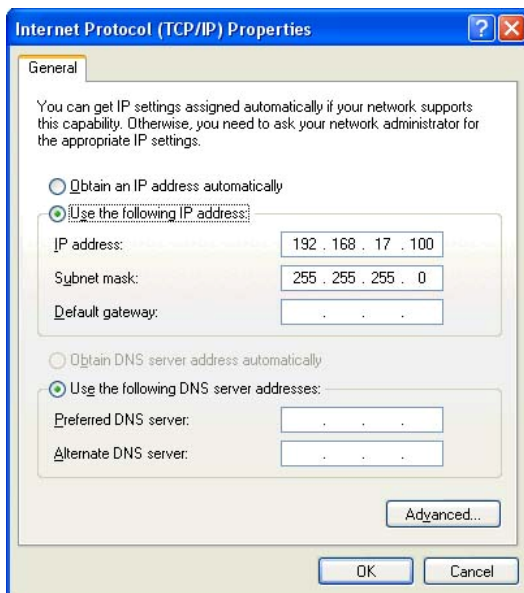 Internet Protocol (TCP/IP) Properties
General
You can get IP settings assigned automatically if your network supports
this capability. Otherwise, you need to ask your network administrator for
the appropriate IP settings.
Obtain an IP address automatically
Use the following IP address:
IP address: 192 . 168 . 17 . 100
Subnet mask: 255 . 255 . 255 . 0
Default gateway: . . .
Obtain DNS server address automatically
Use the following DNS server addresses:
Preferred DNS server: . . .
Alternate DNS server: . . .
Advanced...
OK Cancel